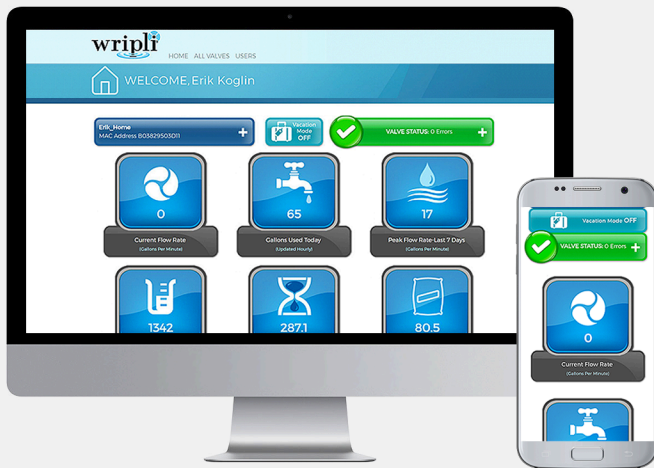 wripli
HOME ALL VALVES USERS
WELCOME, Erik Koglin
Erik_Home
MAC Address B03829503D11
+
Vacation
Mode
OFF
VALVE STATUS: 0 Errors
+
0
Current Flow Rate
(Gallons Per Minute)
65
Gallons Used Today
(Updated Hourly)
17
Peak Flow Rate-Last 7 Days
(Gallons Per Minute)
1342
287.1
80.5
Vacation Mode OFF
VALVE STATUS: 0 Errors
+
0
Current Flow Rate
(Gallons Per Minute)